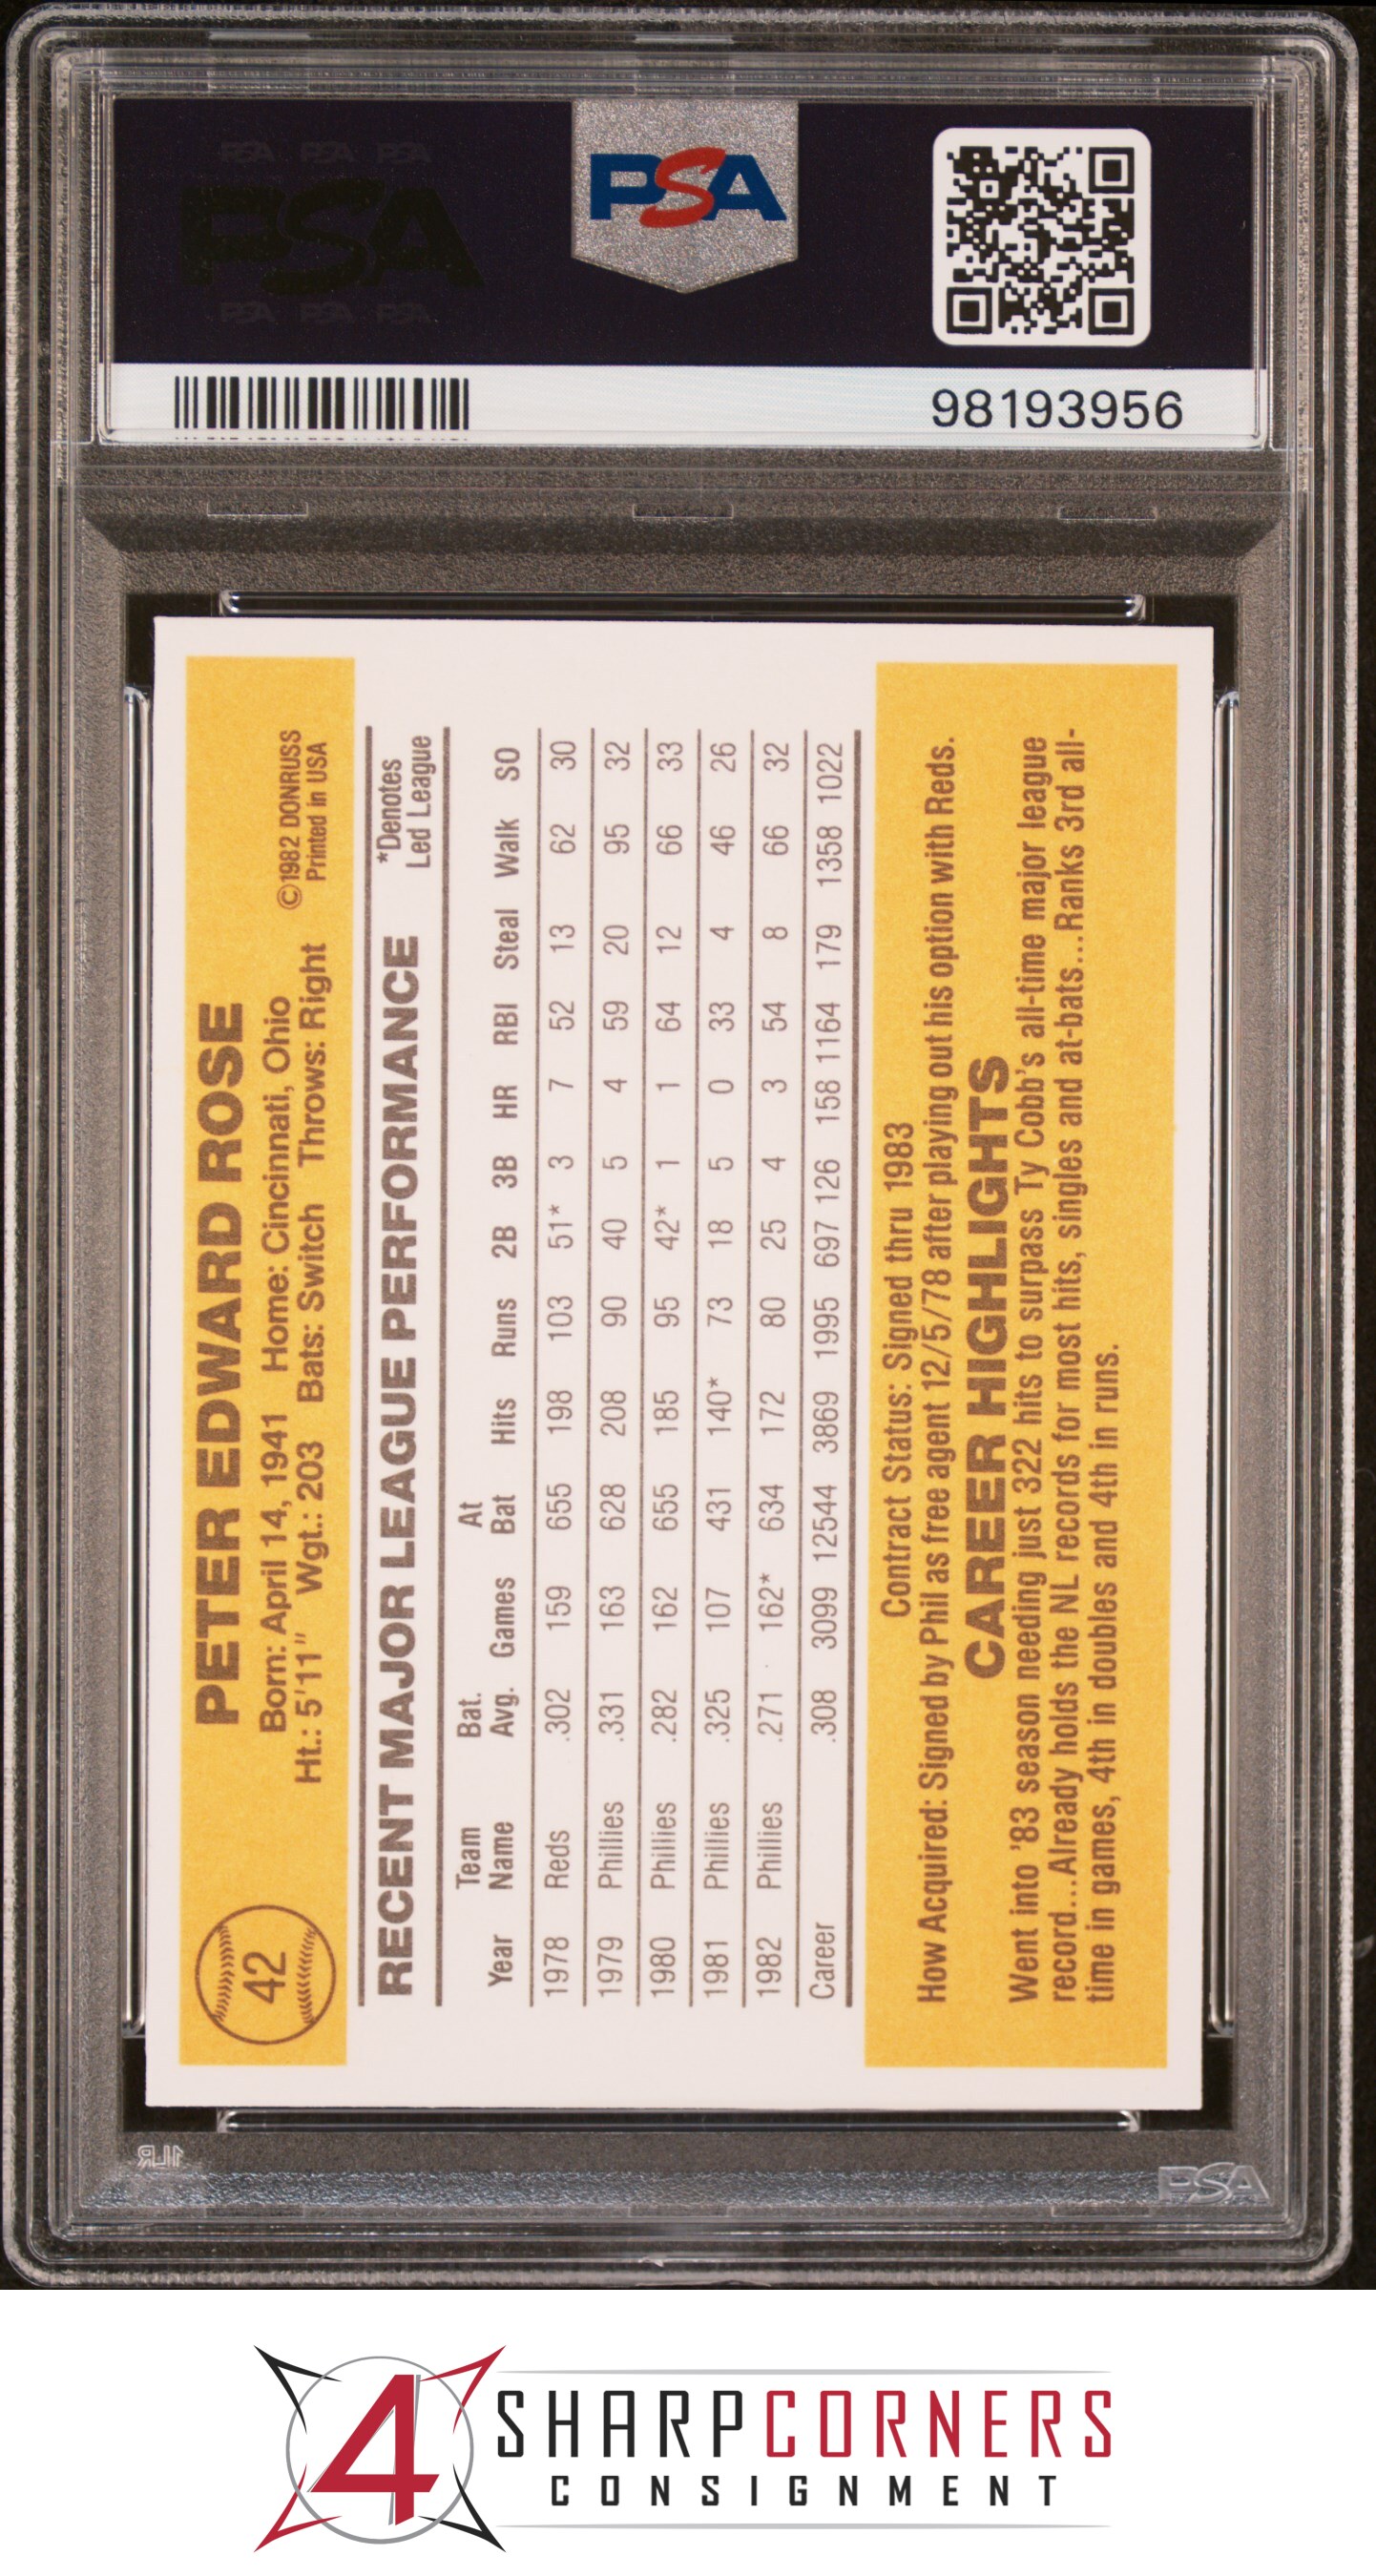 PSA PSA PSA
PSA
PSA PSA PSA
PSA
98193956
42
PETER EDWARD ROSE
Born: April 14, 1941 Home: Cincinnati, Ohio ©1982 DONRUSS
Ht.: 5'11" Wgt.: 203 Bats: Switch Throws: Right Printed in USA
RECENT MAJOR LEAGUE PERFORMANCE *Denotes Led League
Year Team Name Bat. Avg. Games At Bat Hits Runs 2B 3B HR RBI Steal Walk SO
1978 Reds .302 159 655 198 103 51* 3 7 52 13 62 30
1979 Phillies .331 163 628 208 90 40 5 4 59 20 95 32
1980 Phillies .282 162 655 185 95 42* 1 1 64 12 66 33
1981 Phillies .325 107 431 140* 73 18 5 0 33 4 46 26
1982 Phillies .271 162* 634 172 80 25 4 3 54 8 66 32
Career .308 3099 12544 3869 1995 697 126 158 1164 179 1358 1022
Contract Status: Signed thru 1983
How Acquired: Signed by Phil as free agent 12/5/78 after playing out his option with Reds.
CAREER HIGHLIGHTS
Went into '83 season needing just 322 hits to surpass Ty Cobb's all-time major league
record...Already holds the NL records for most hits, singles and at-bats...Ranks 3rd all-
time in games, 4th in doubles and 4th in runs.
1LR
PSA
4 SHARPCORNERS
CONSIGNMENT